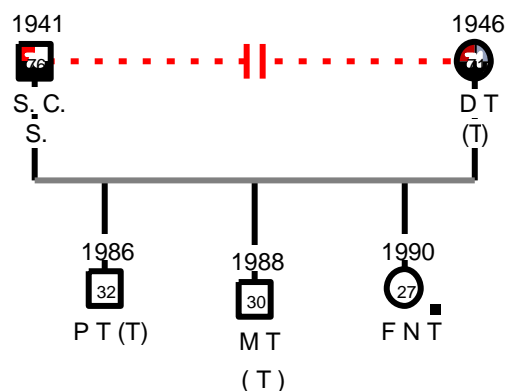 1941
1946
76
71
S. C.
S.
D T
(T)
1986
1988
1990
32
30
27
P T (T)
M T
( T )
F N T